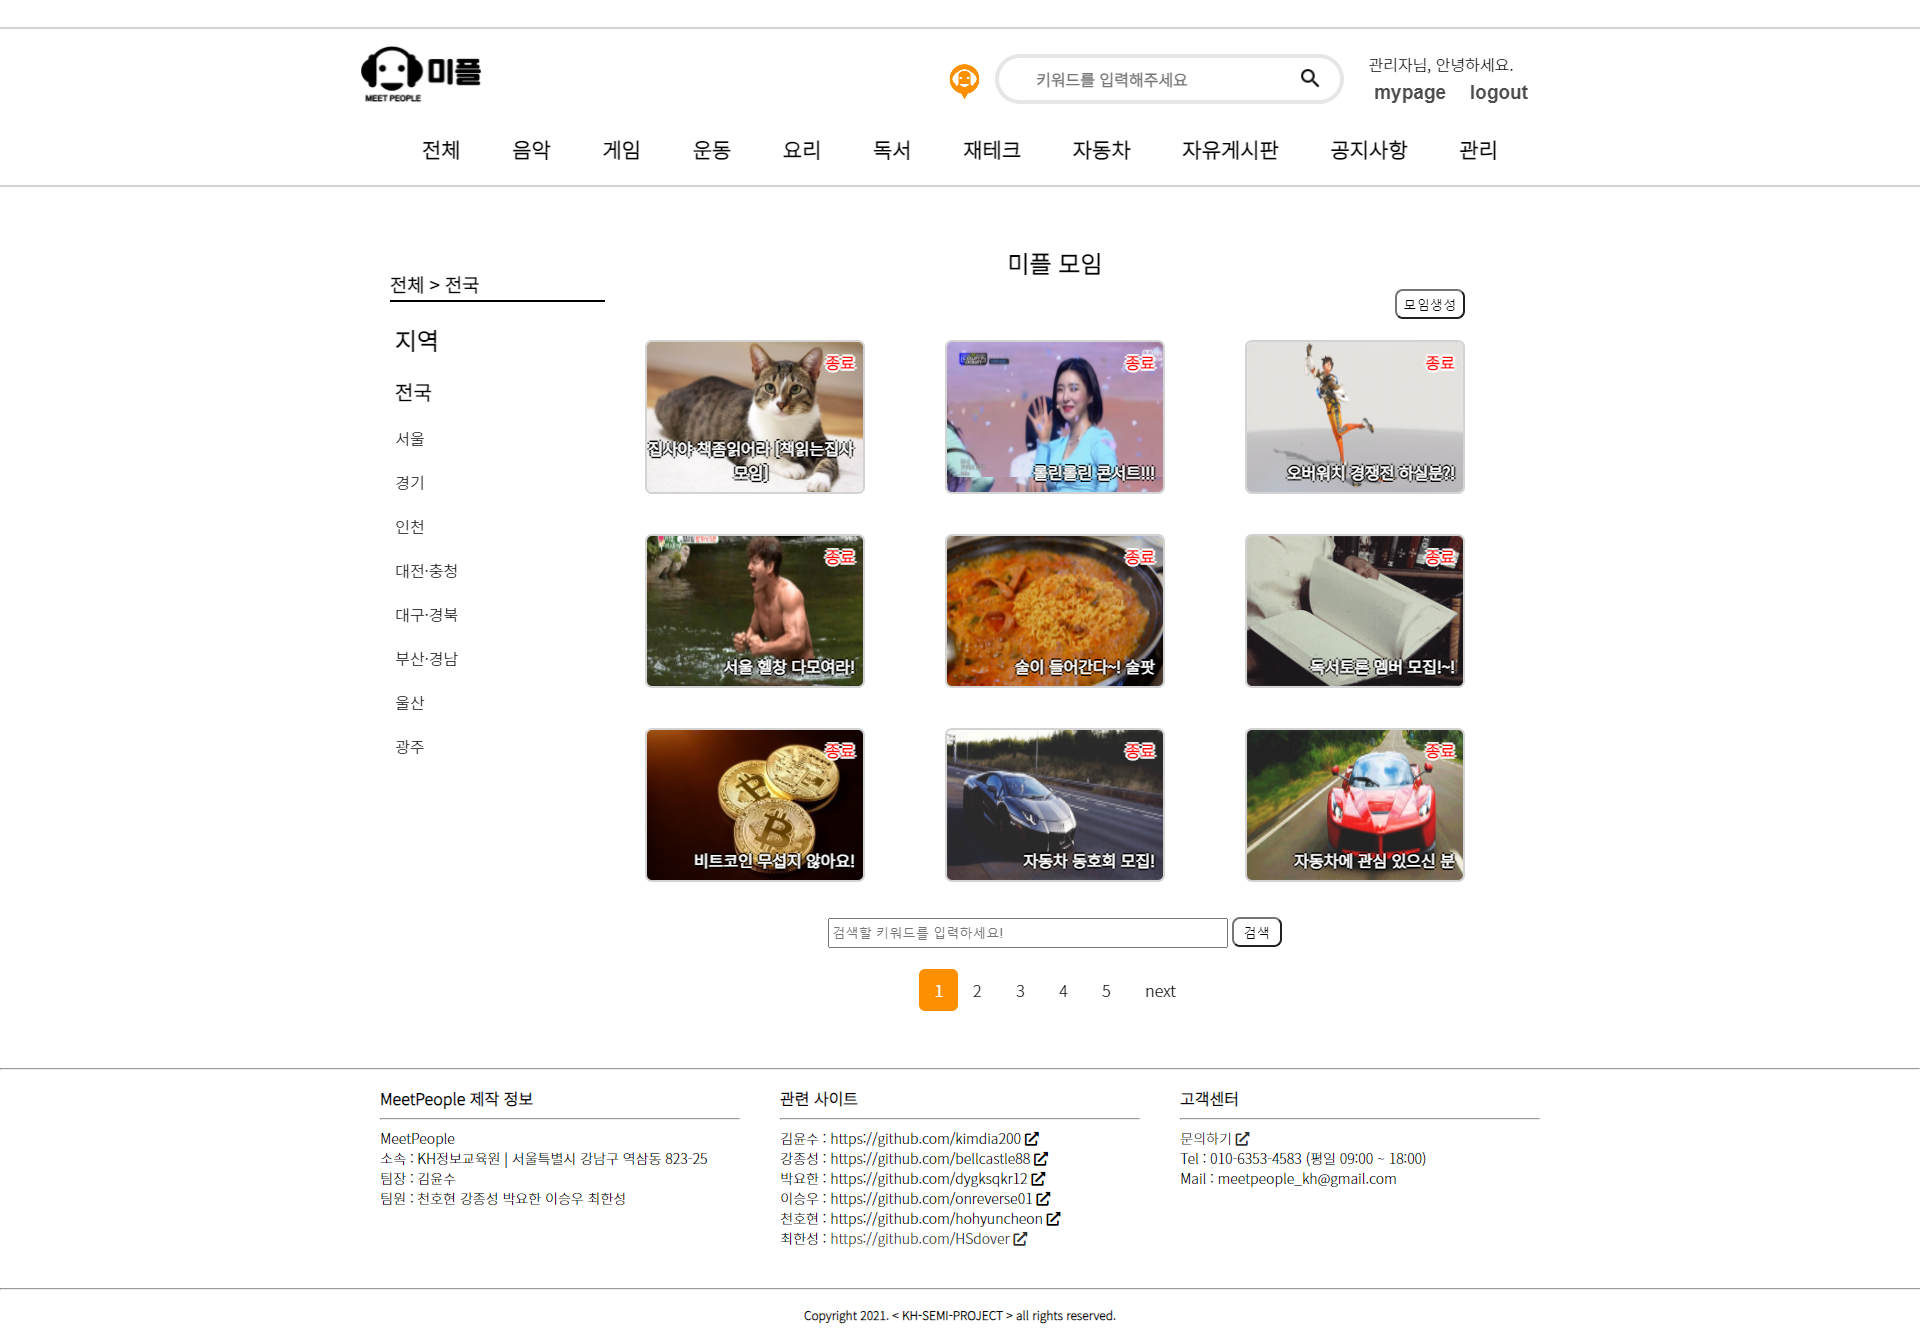 미플
MEET PEOPLE
키워드를 입력해주세요
관리자님, 안녕하세요.
mypage logout
전체 음악 게임 운동 요리 독서 재테크 자동차 자유게시판 공지사항 관리
미플 모임
전체 > 전국
모임생성
지역
전국
서울
경기
인천
대전·충청
대구·경북
부산·경남
울산
광주
종료
집사야 책좀읽어라 [책읽는집사
모임]
종료
롤린롤린 콘서트!!!
종료
오버워치 경쟁전 하실분?!
종료
서울 헬창 다모여라!
종료
술이 들어간다~! 술팟
종료
독서토론 멤버 모집!~!
종료
비트코인 무섭지 않아요!
종료
자동차 동호회 모집!
종료
자동차에 관심 있으신 분
검색할 키워드를 입력하세요! 검색
1 2 3 4 5 next
MeetPeople 제작 정보
MeetPeople
소속 : KH정보교육원 | 서울특별시 강남구 역삼동 823-25
팀장 : 김윤수
팀원 : 천호현 강종성 박요한 이승우 최한성
관련 사이트
김윤수 : https://github.com/kimdia200
강종성 : https://github.com/bellcastle88
박요한 : https://github.com/dygksqkr12
이승우 : https://github.com/onreverse01
천호현 : https://github.com/hohyuncheon
최한성 : https://github.com/HSdover
고객센터
문의하기
Tel : 010-6353-4583 (평일 09:00 ~ 18:00)
Mail : meetpeople_kh@gmail.com
Copyright 2021. < KH-SEMI-PROJECT > all rights reserved.